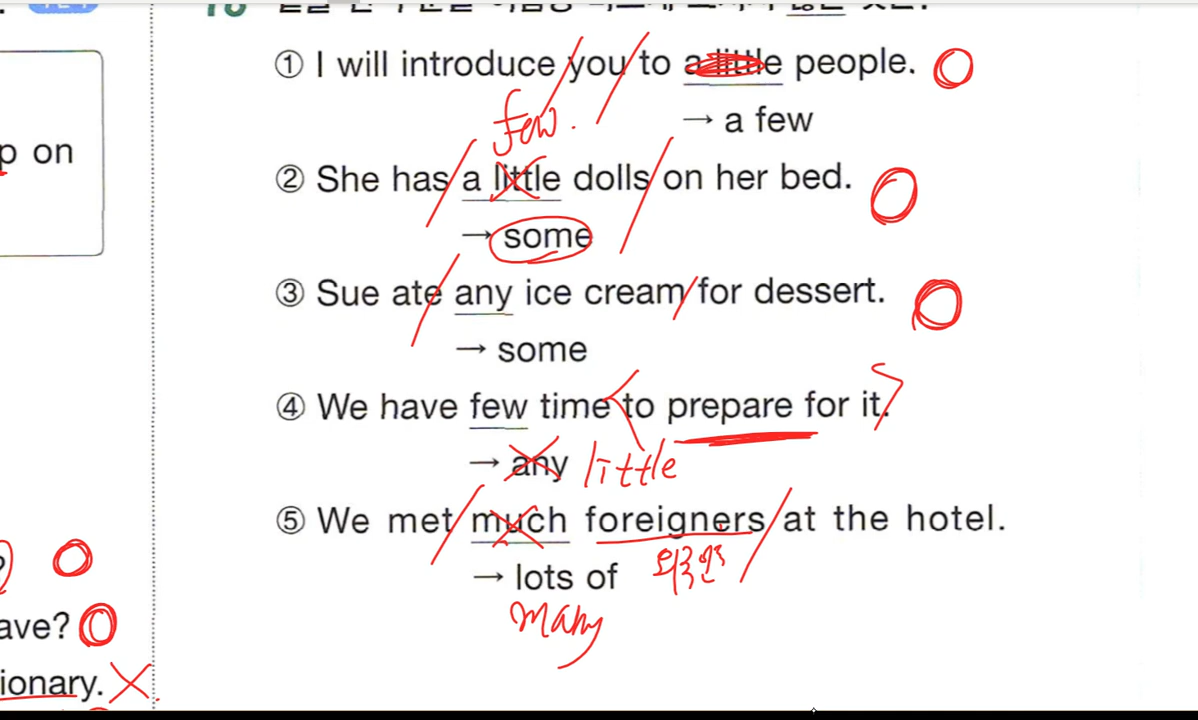 ① I will introduce you to a little people.
few.
→ a few
p on
② She has a little dolls on her bed.
→ some
③ Sue ate any ice cream for dessert.
→ some
④ We have few time to prepare for it.
→ any little
⑤ We met much foreigners at the hotel.
→ lots of 외국인
many
ave?
ionary.